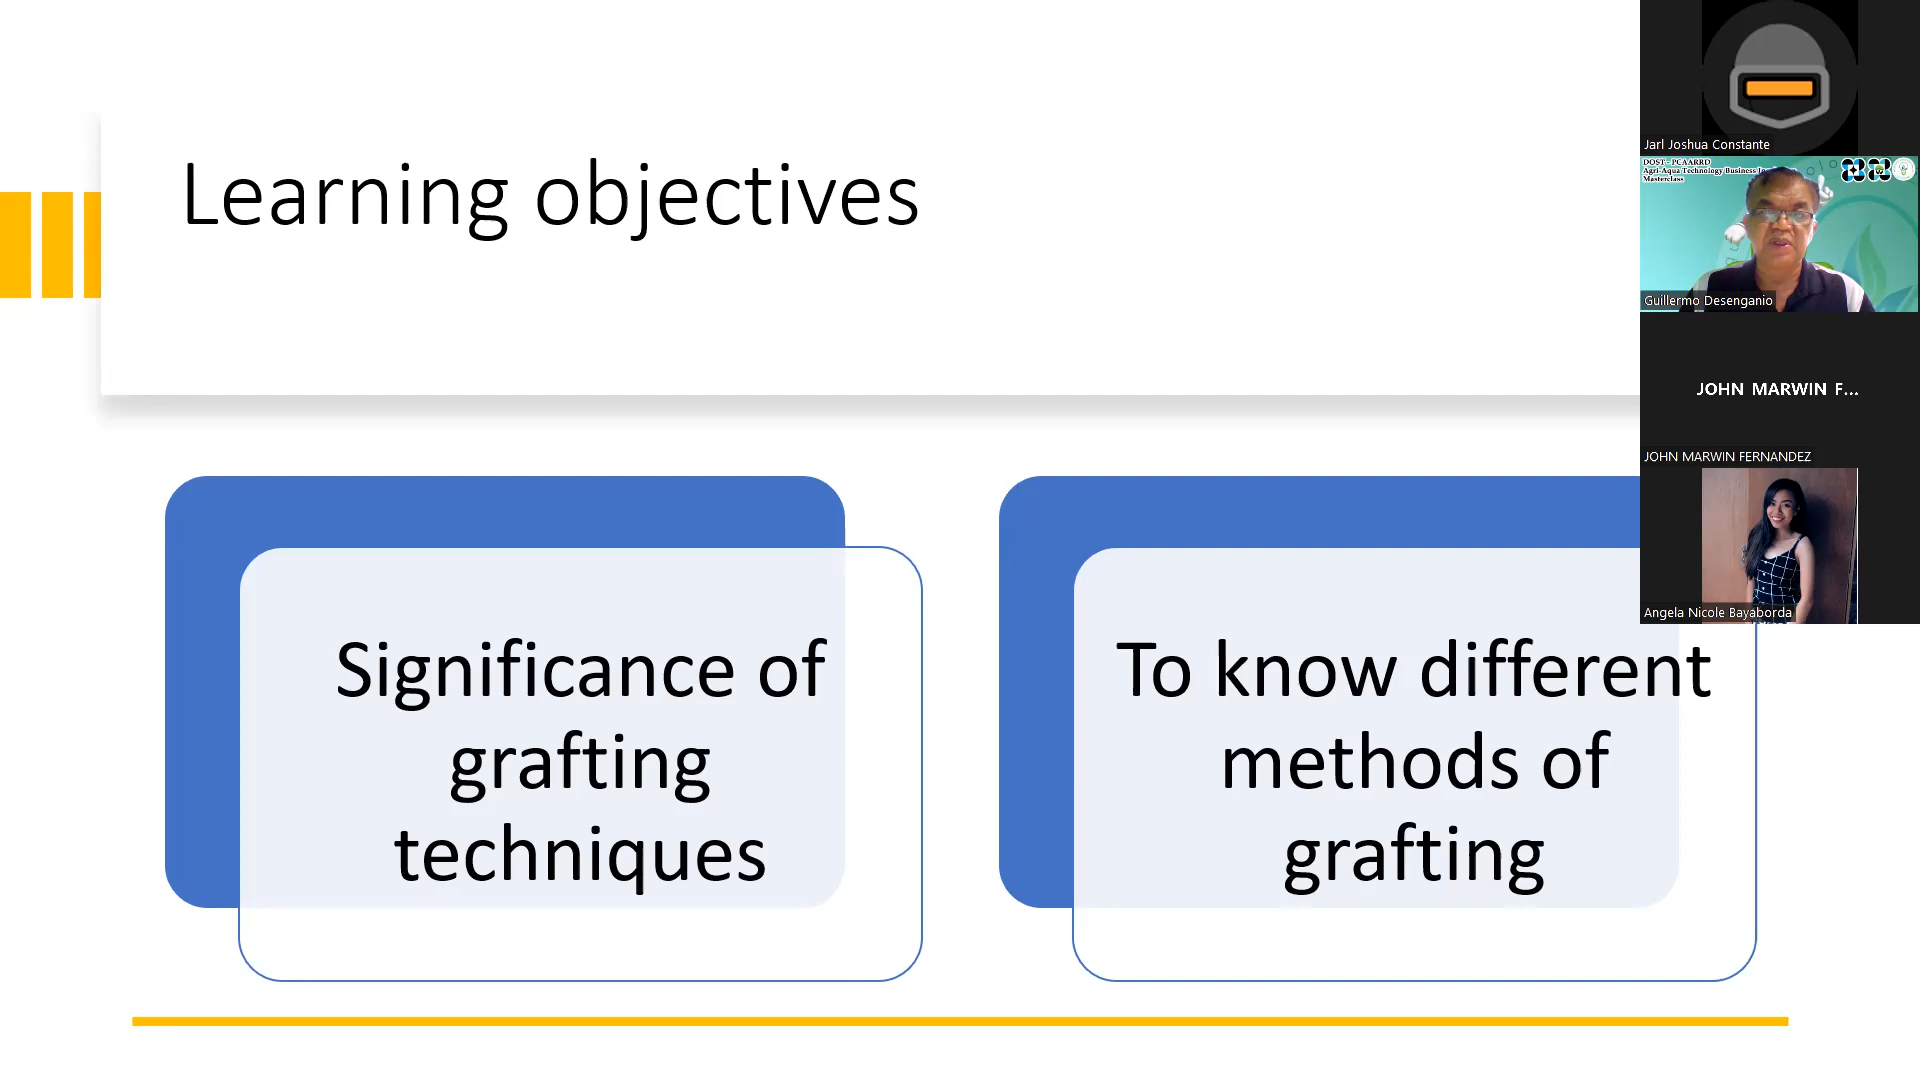 Learning objectives
Significance of
grafting
techniques
To know different
methods of
grafting
Jarl Joshua Constante
DOST - PCAARRD
Agri-Aqua Technology Business
Masterclass
Guillermo Desenganio
JOHN MARWIN F...
JOHN MARWIN FERNANDEZ
Angela Nicole Bayaborda